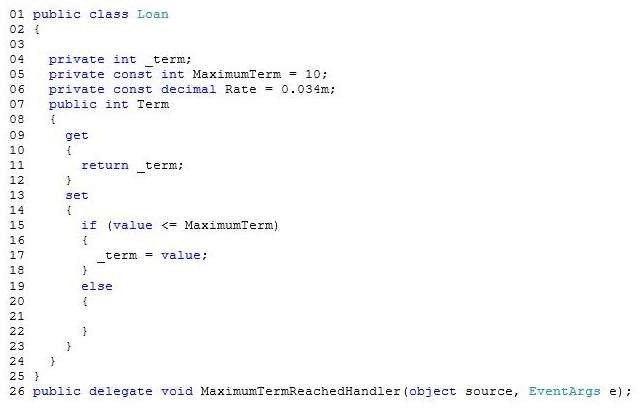 01 public class Loan
02 {
03
04   private int _term;
05   private const int MaximumTerm = 10;
06   private const decimal Rate = 0.034m;
07   public int Term
08   {
09     get
10     {
11       return _term;
12     }
13     set
14     {
15       if (value <= MaximumTerm)
16       {
17         _term = value;
18       }
19       else
20       {
21
22       }
23     }
24   }
25 }
26 public delegate void MaximumTermReachedHandler(object source, EventArgs e);